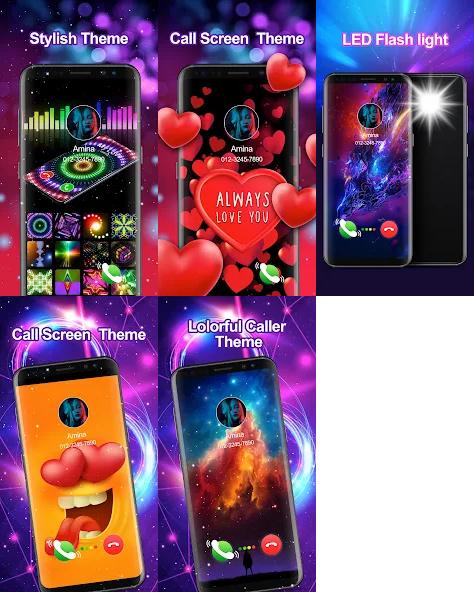 Stylish Theme
Amina
012-3245-7890
Call Screen Theme
Amina
012-3245-7890
ALWAYS
LOVE YOU
LED Flash light
Amina
012-3245-7890
Call Screen Theme
Amina
012-3245-7890
Lolorful Caller
Theme
Amina
012-3245-7890